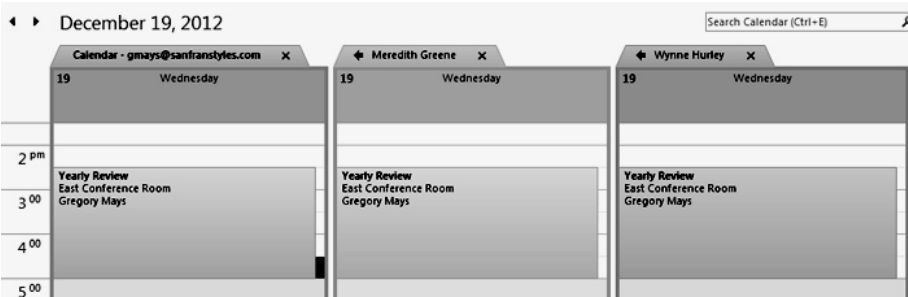 December 19, 2012
Search Calendar (Ctrl+E)
Calendar - gmays@sanfranstyles.com
Meredith Greene
Wynne Hurley
19 Wednesday
19 Wednesday
19 Wednesday
2 pm
Yearly Review
East Conference Room
Gregory Mays
Yearly Review
East Conference Room
Gregory Mays
Yearly Review
East Conference Room
Gregory Mays
3 00
4 00
5 00